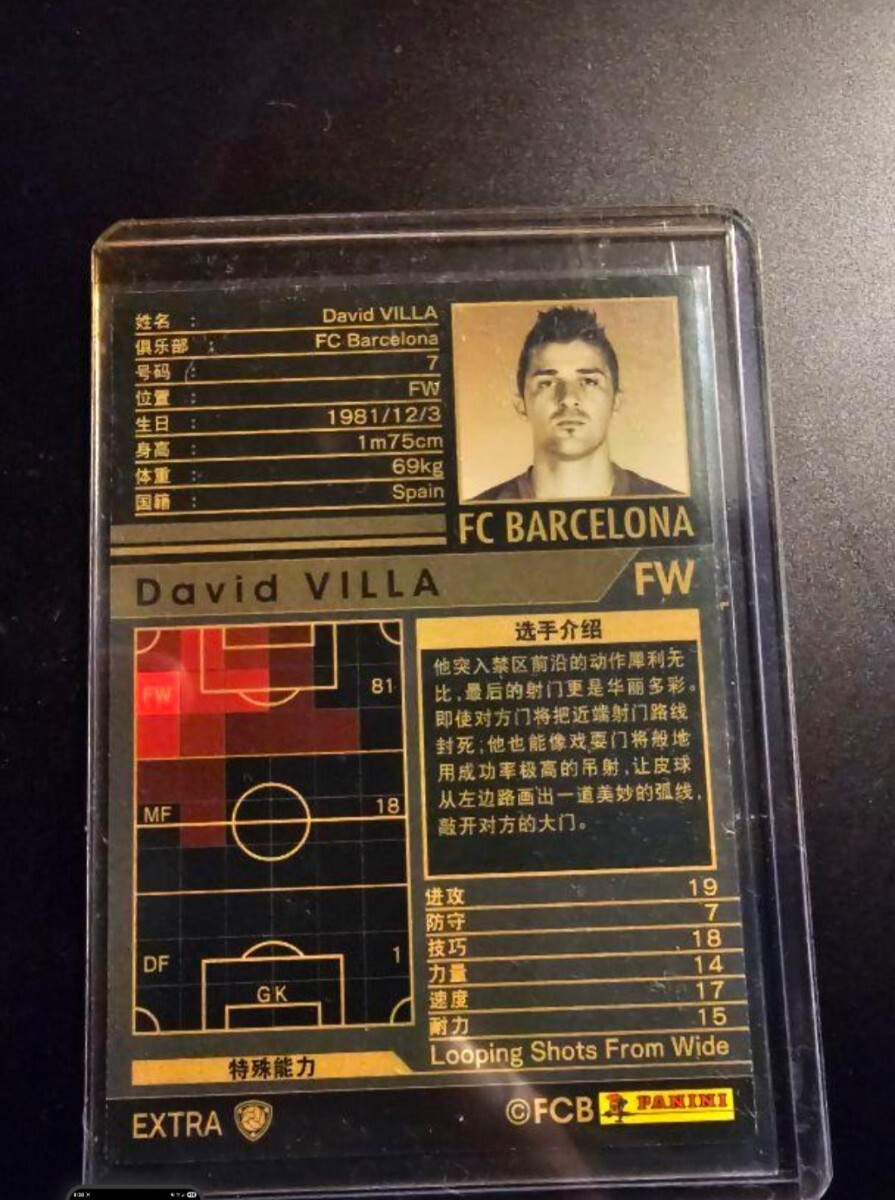 姓名 : David VILLA
俱乐部 : FC Barcelona
号码 : 7
位置 : FW
生日 : 1981/12/3
身高 : 1m75cm
体重 : 69kg
国籍 : Spain
FC BARCELONA
David VILLA FW
FW 81
MF 18
DF 1
GK
选手介绍
他突入禁区前沿的动作犀利无
比，最后的射门更是华丽多彩。
即使对方门将把近端射门路线
封死；他也能像戏耍门将般地
用成功率极高的吊射，让皮球
从左边路画出一道美妙的弧线，
敲开对方的大门。
进攻 19
防守 7
技巧 18
力量 14
速度 17
耐力 15
特殊能力 Looping Shots From Wide
EXTRA ©FCB PANINI